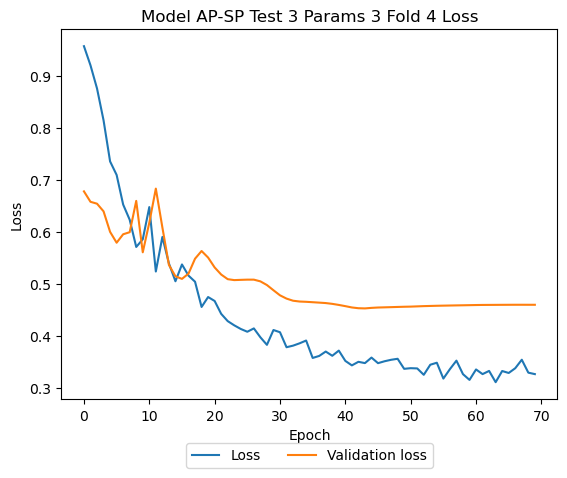 Model AP-SP Test 3 Params 3 Fold 4 Loss
Loss
0.9
0.8
0.7
0.6
0.5
0.4
0.3
0 10 20 30 40 50 60 70
Epoch
Loss Validation loss